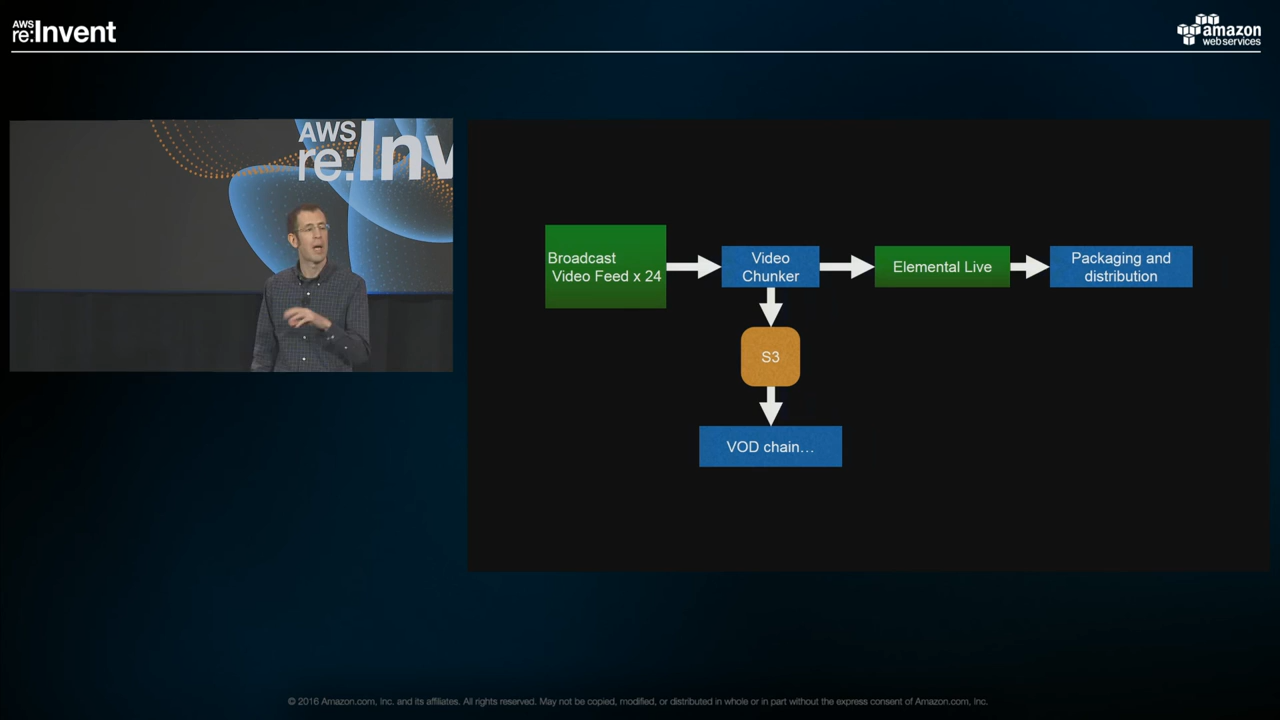 AWS
re:Invent
amazon
web services
AWS
re:Inv
Broadcast
Video Feed x 24
Video
Chunker
Elemental Live
Packaging and
distribution
S3
VOD chain…
© 2016 Amazon.com, Inc. and its affiliates. All rights reserved. May not be copied, modified, or distributed in whole or in part without the express consent of Amazon.com, Inc.